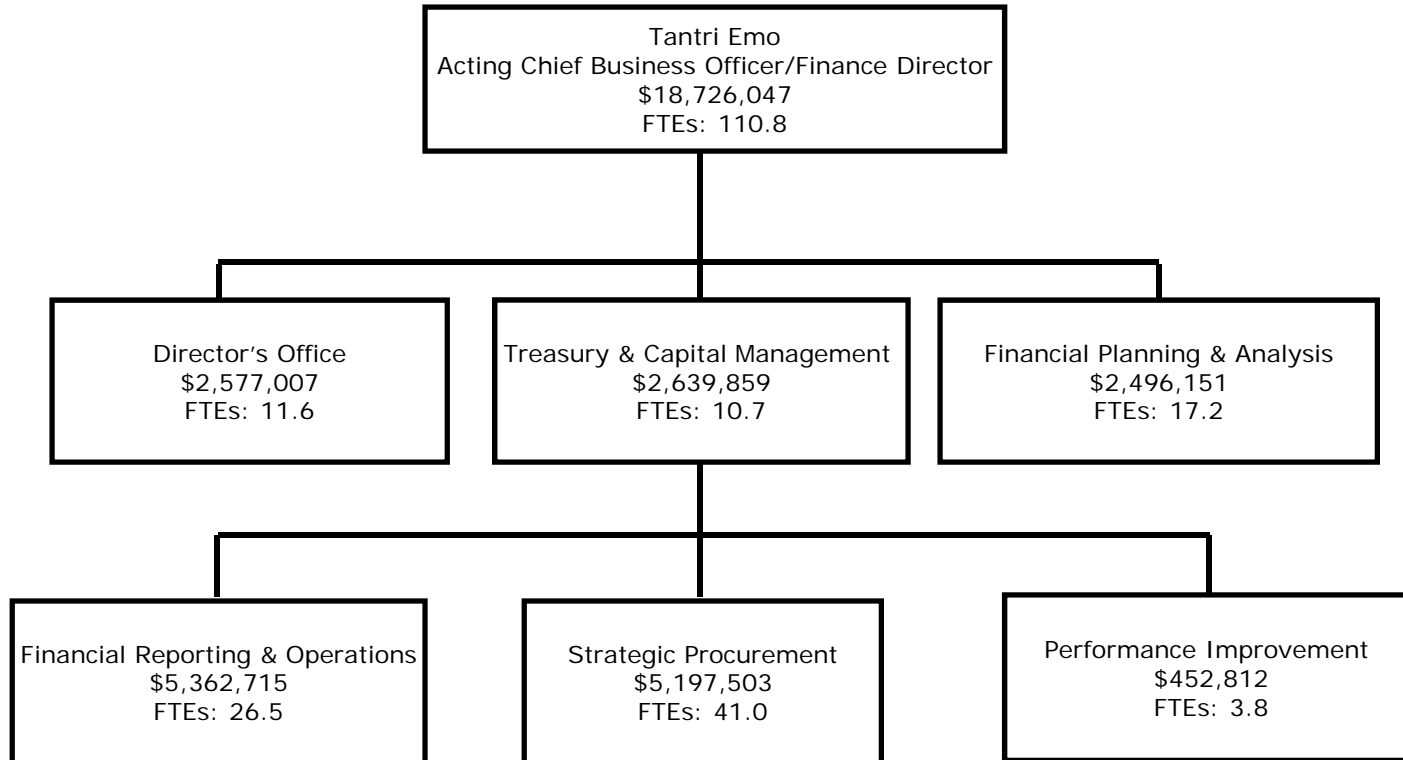 Tantri Emo
Acting Chief Business Officer/Finance Director
$18,726,047
FTEs: 110.8
Director’s Office
$2,577,007
FTEs: 11.6
Treasury & Capital Management
$2,639,859
FTEs: 10.7
Financial Planning & Analysis
$2,496,151
FTEs: 17.2
Financial Reporting & Operations
$5,362,715
FTEs: 26.5
Strategic Procurement
$5,197,503
FTEs: 41.0
Performance Improvement
$452,812
FTEs: 3.8